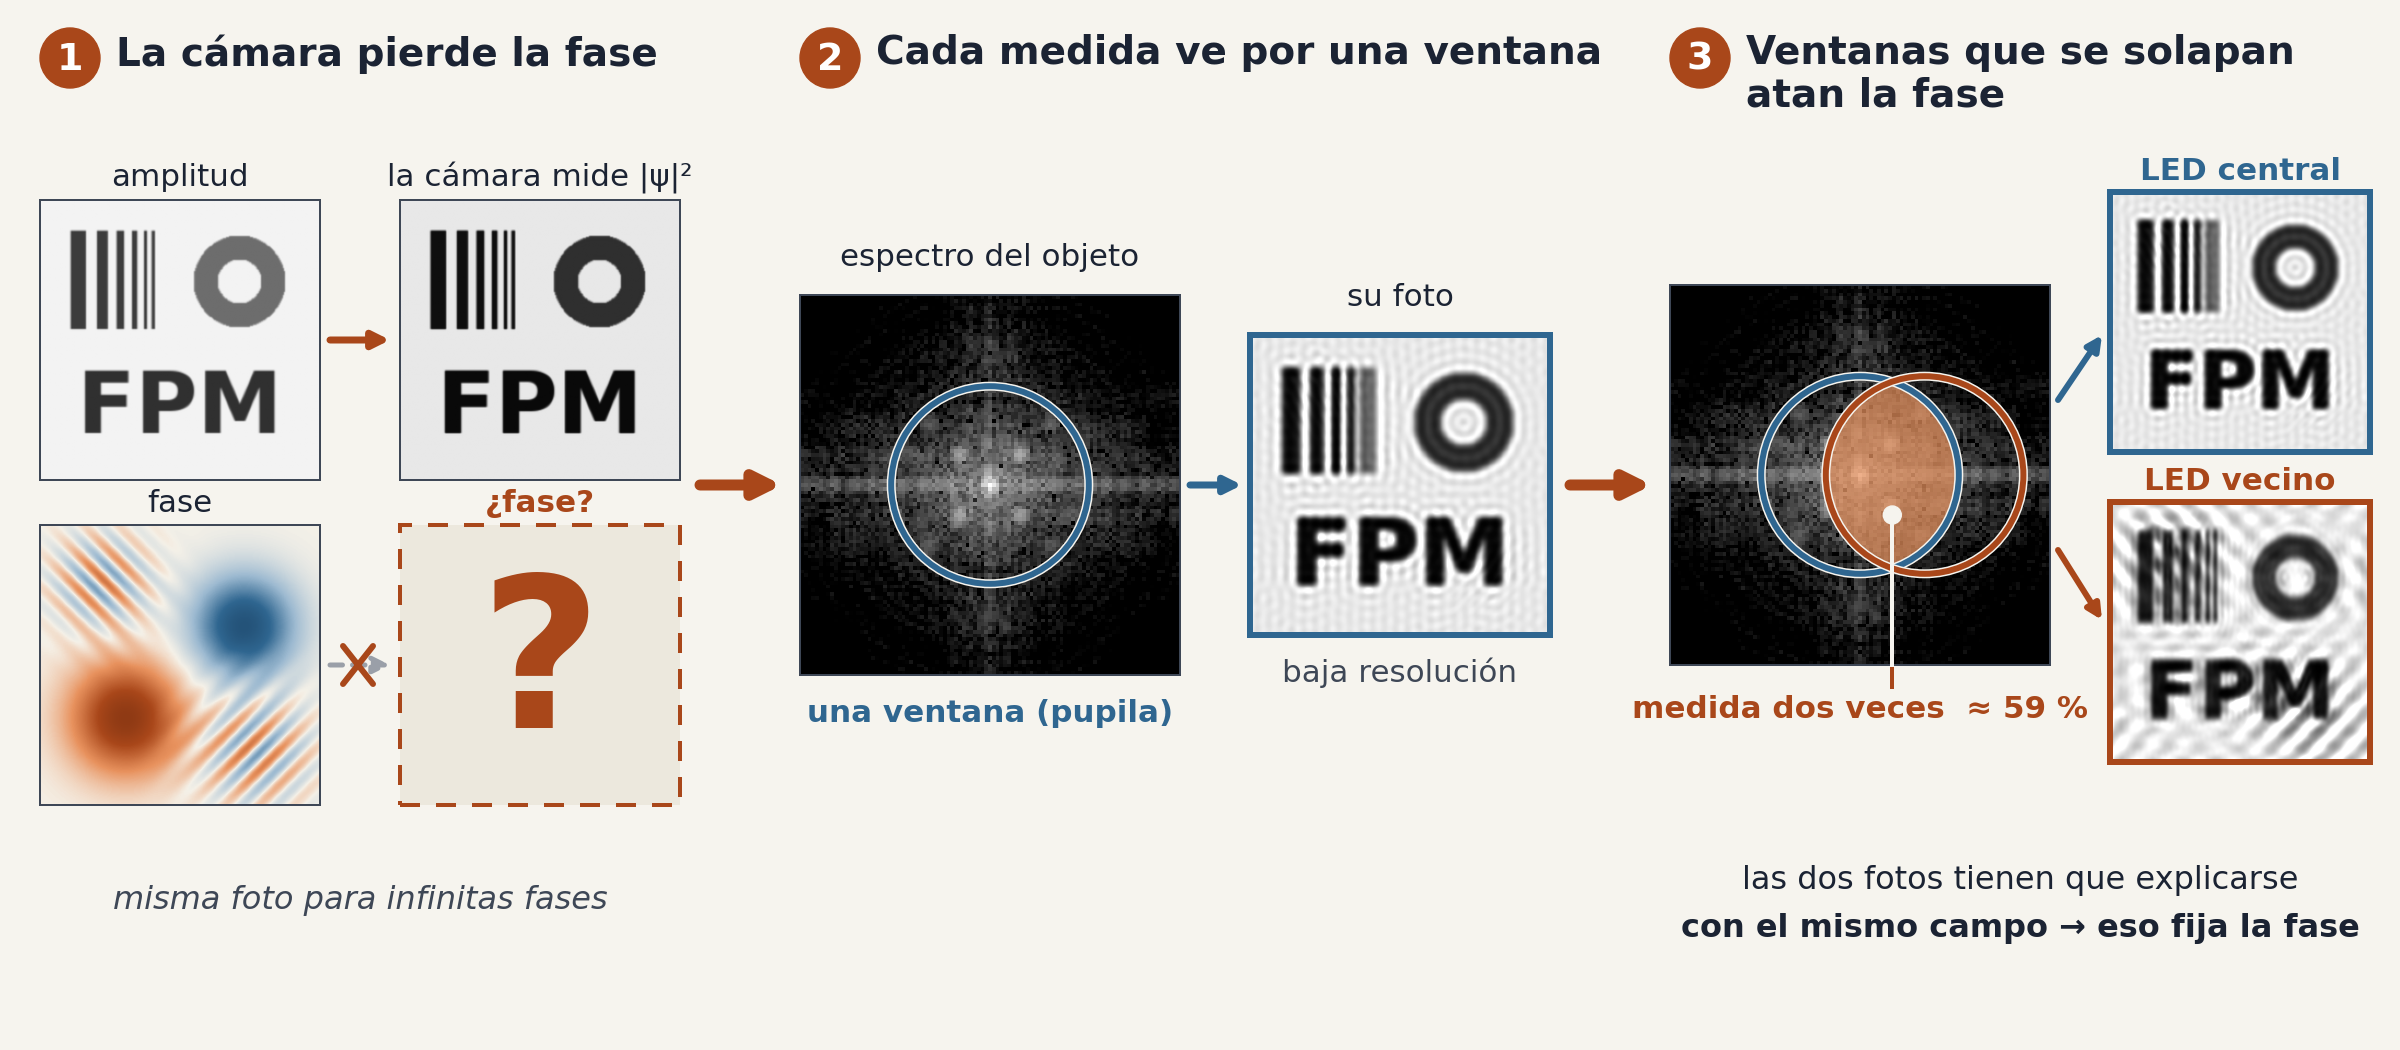 1 La cámara pierde la fase
amplitud
la cámara mide |ψ|²
FPM
FPM
fase
¿fase?
?
misma foto para infinitas fases
2 Cada medida ve por una ventana
espectro del objeto
su foto
FPM
baja resolución
una ventana (pupila)
3 Ventanas que se solapan
atan la fase
LED central
FPM
LED vecino
FPM
medida dos veces ≈ 59 %
las dos fotos tienen que explicarse
con el mismo campo → eso fija la fase